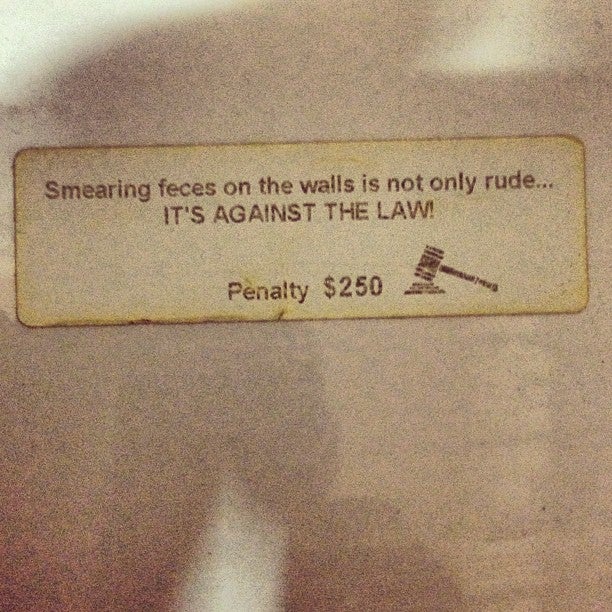 Smearing feces on the walls is not only rude...
IT'S AGAINST THE LAW!
Penalty $250